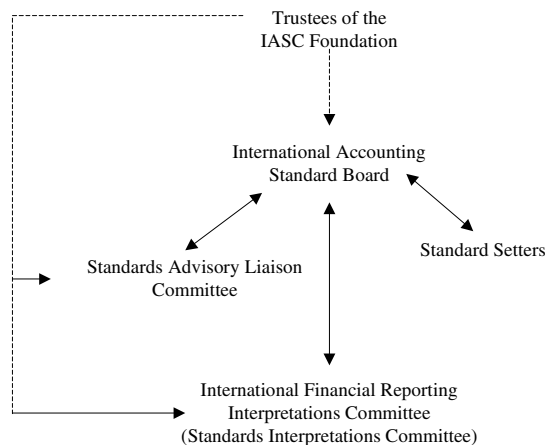 Trustees of the
IASC Foundation
International Accounting
Standard Board
Standard Setters
Standards Advisory Liaison
Committee
International Financial Reporting
Interpretations Committee
(Standards Interpretations Committee)